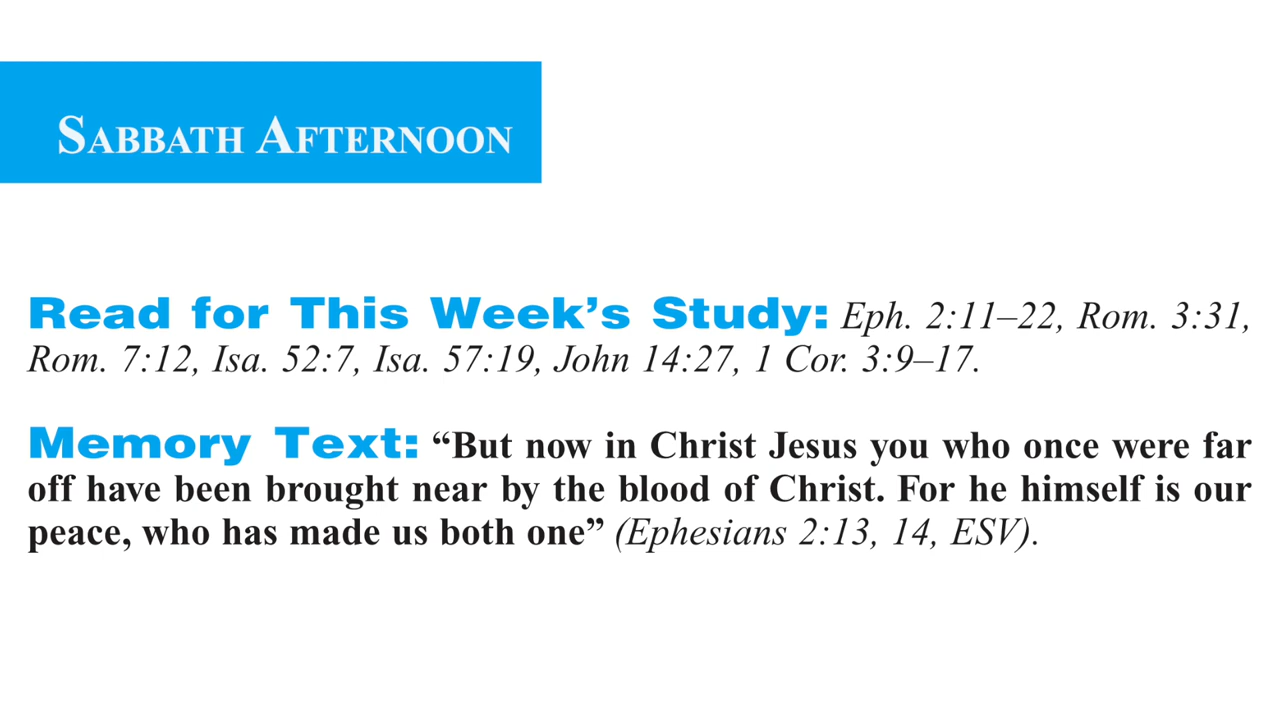 SABBATH AFTERNOON
Read for This Week’s Study: Eph. 2:11–22, Rom. 3:31,
Rom. 7:12, Isa. 52:7, Isa. 57:19, John 14:27, 1 Cor. 3:9–17.
Memory Text: “But now in Christ Jesus you who once were far
off have been brought near by the blood of Christ. For he himself is our
peace, who has made us both one” (Ephesians 2:13, 14, ESV).